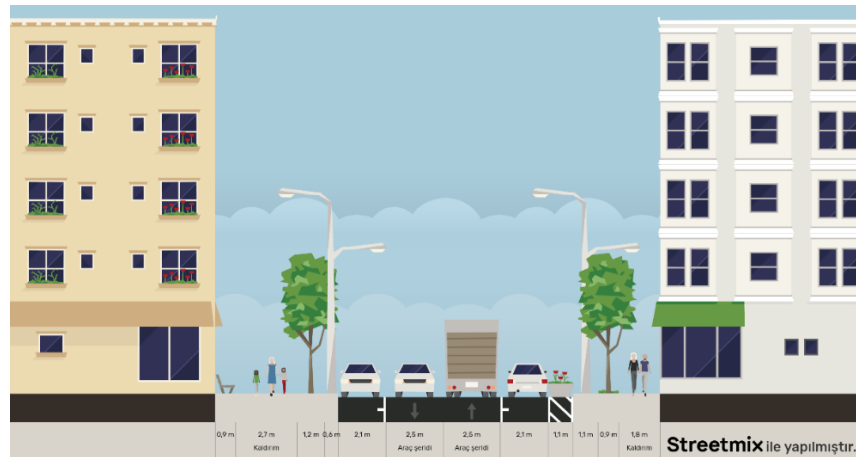 0,9 m 2,7 m 1,2 m 0,6 m 2,1 m 2,5 m 2,5 m 2,1 m 1,1 m 1,1 m 0,9 m 1,8 m
Kaldırım Araç şeridi Araç şeridi Kaldırım
Streetmix ile yapılmıştır.